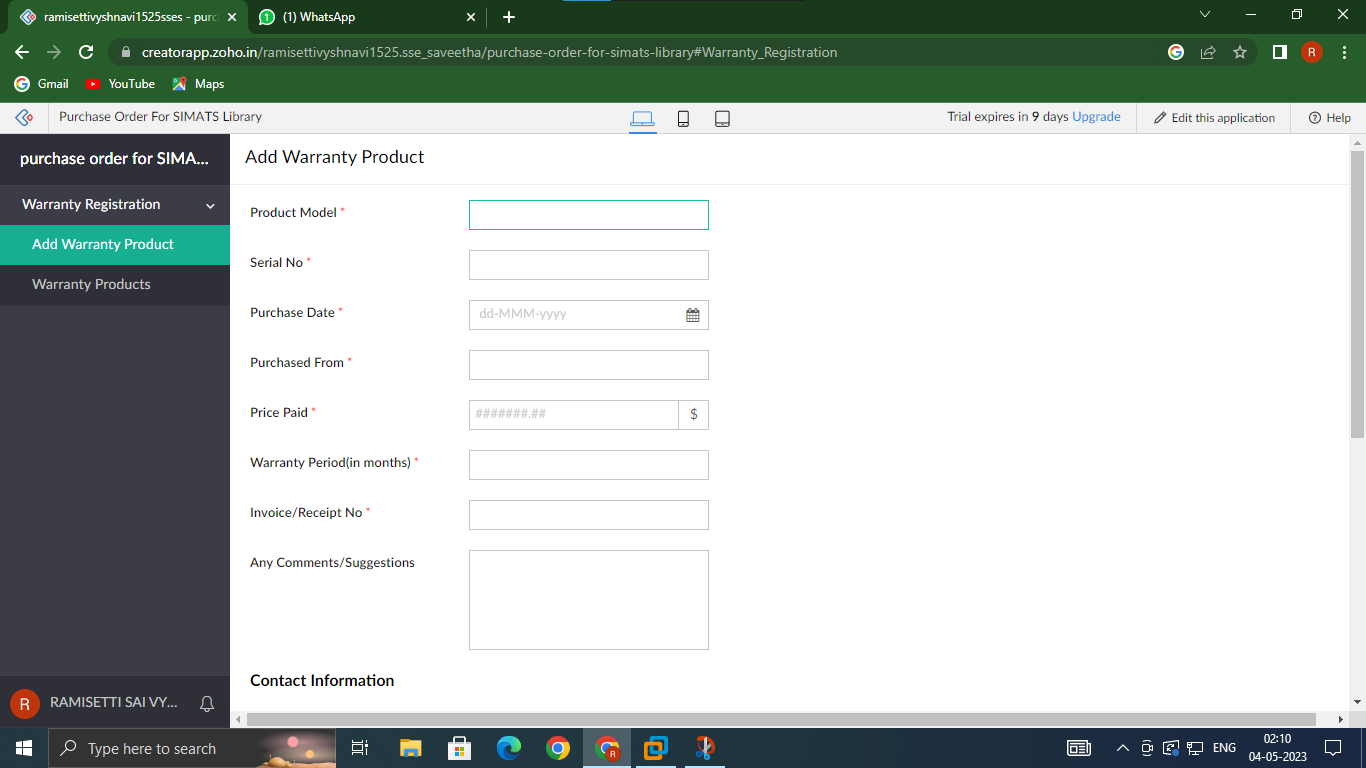 ramisettivyshnavi1525sses - purc
(1) WhatsApp
creatorapp.zoho.in/ramisettivyshnavi1525.sse_saveetha/purchase-order-for-simats-library#Warranty_Registration
R
Gmail
YouTube
Maps
Purchase Order For SIMATS Library
Trial expires in 9 days Upgrade
Edit this application
Help
purchase order for SIMA...
Warranty Registration
Add Warranty Product
Warranty Products
Add Warranty Product
Product Model *
Serial No *
Purchase Date *
dd-MMM-yyyy
Purchased From *
Price Paid *
#######.##
$
Warranty Period(in months) *
Invoice/Receipt No *
Any Comments/Suggestions
Contact Information
R
RAMISETTI SAI VY...
Type here to search
R
ENG
02:10
04-05-2023